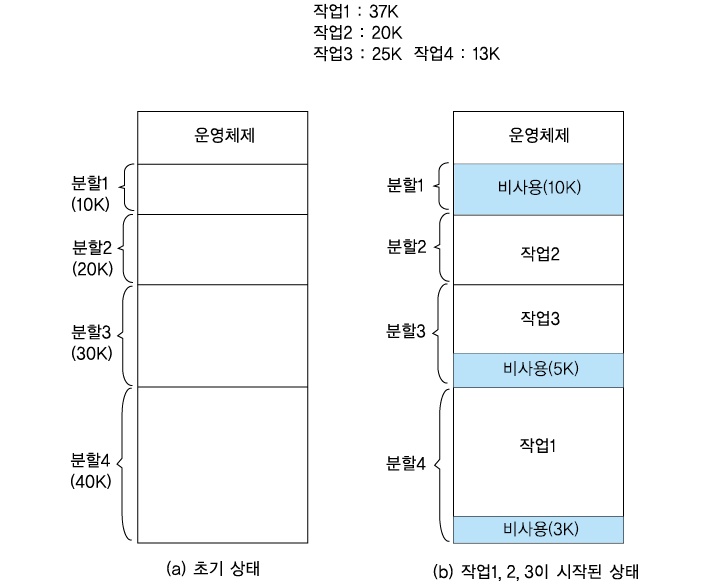 작업1 : 37K
작업2 : 20K
작업3 : 25K 작업4 : 13K
운영체제
분할1
(10K)
분할2
(20K)
분할3
(30K)
분할4
(40K)
(a) 초기 상태
운영체제
분할1
비사용(10K)
분할2
작업2
분할3
작업3
비사용(5K)
분할4
작업1
비사용(3K)
(b) 작업1, 2, 3이 시작된 상태